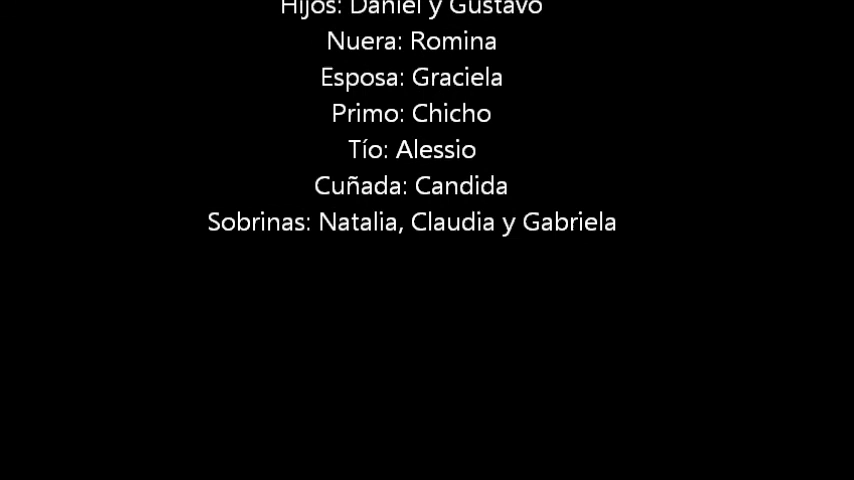 Hijos: Daniel y Gustavo
Nuera: Romina
Esposa: Graciela
Primo: Chicho
Tío: Alessio
Cuñada: Candida
Sobrinas: Natalia, Claudia y Gabriela